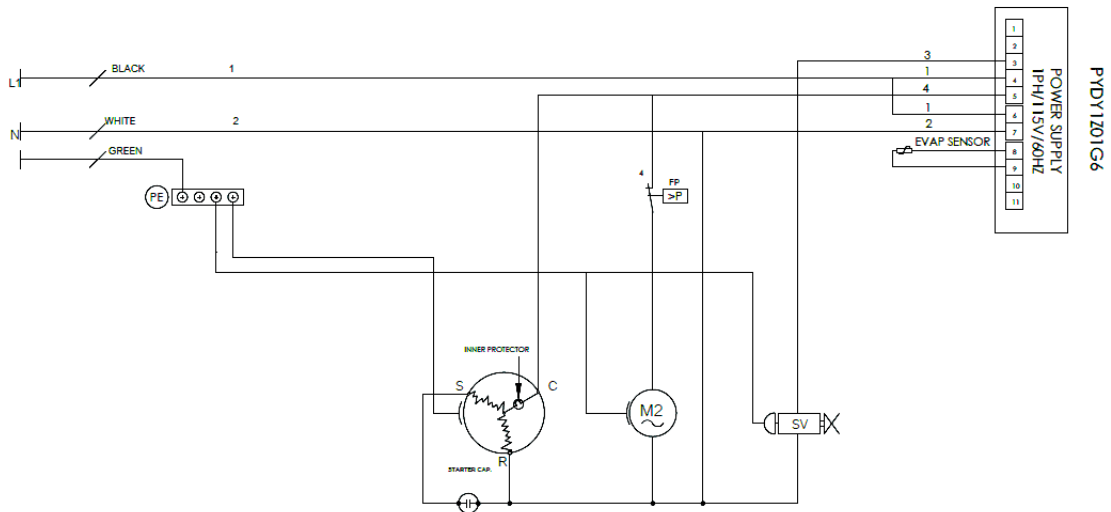 L1
BLACK
1
N
WHITE
2
GREEN
PE
3
1
4
1
2
EVAP SENSOR
1
2
3
4
5
6
7
8
9
10
11
POWER SUPPLY
1PH/115V/60HZ
PYDY1Z01G6
4
FP
>P
INNER PROTECTOR
S
C
R
M2
SV
STARTER CAP.